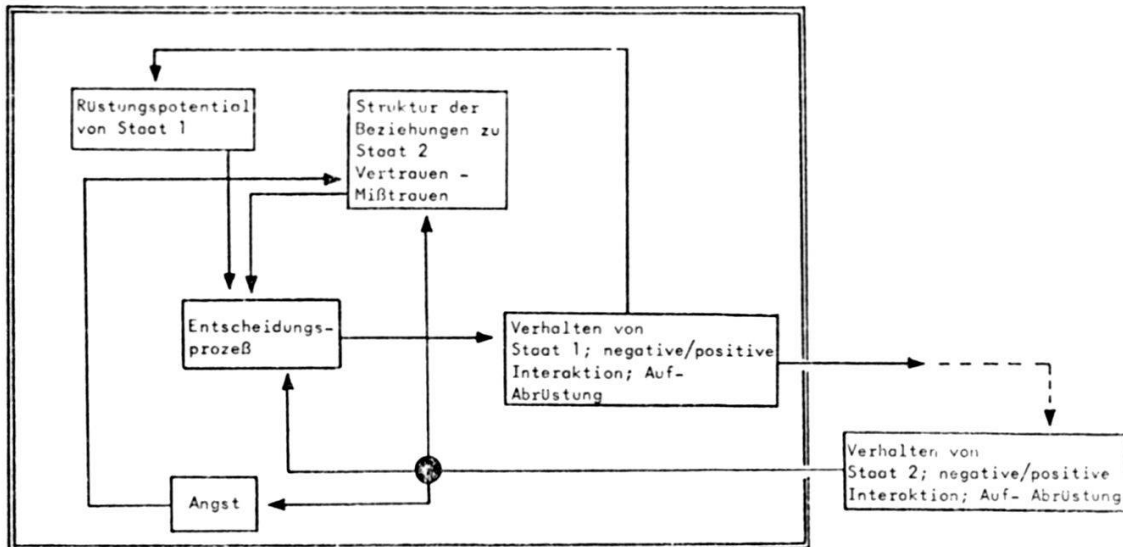 Rüstungspotential
von Staat 1
Struktur der
Beziehungen zu
Staat 2
Vertrauen -
Mißtrauen
Entscheidungs-
prozeß
Verhalten von
Staat 1; negative/positive
Interaktion; Auf-
Abrüstung
Verhalten von
Staat 2; negative/positive
Interaktion; Auf- Abrüstung
Angst